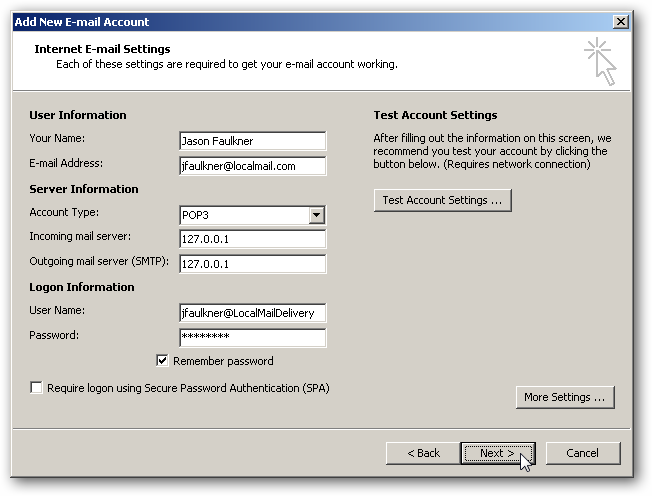 Add New E-mail Account
Internet E-mail Settings
Each of these settings are required to get your e-mail account working.
User Information
Your Name: Jason Faulkner
E-mail Address: jfaulkner@localmail.com
Server Information
Account Type: POP3
Incoming mail server: 127.0.0.1
Outgoing mail server (SMTP): 127.0.0.1
Logon Information
User Name: jfaulkner@LocalMailDelivery
Password: ********
Remember password
Require logon using Secure Password Authentication (SPA)
Test Account Settings
After filling out the information on this screen, we
recommend you test your account by clicking the
button below. (Requires network connection)
Test Account Settings ...
More Settings ...
< Back Next > Cancel